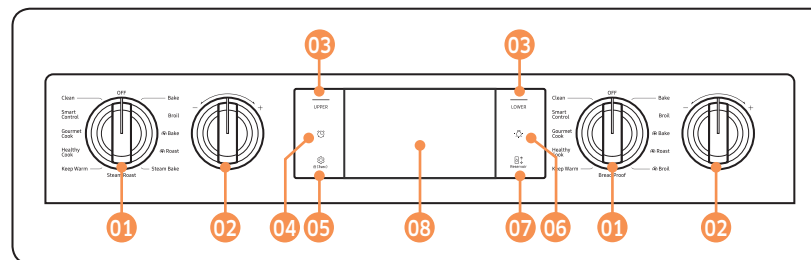 03
03
OFF
Clean
Bake
Smart
Control
Broil
Gourmet
Cook
Bake
Healthy
Cook
Roast
Keep Warm
Steam Bake
Steam Roast
− +
UPPER
LOWER
Reservoir
OFF
Clean
Bake
Smart
Control
Broil
Gourmet
Cook
Bake
Healthy
Cook
Roast
Keep Warm
Broil
Bread Proof
− +
01
02
04
05
08
07
06
01
02